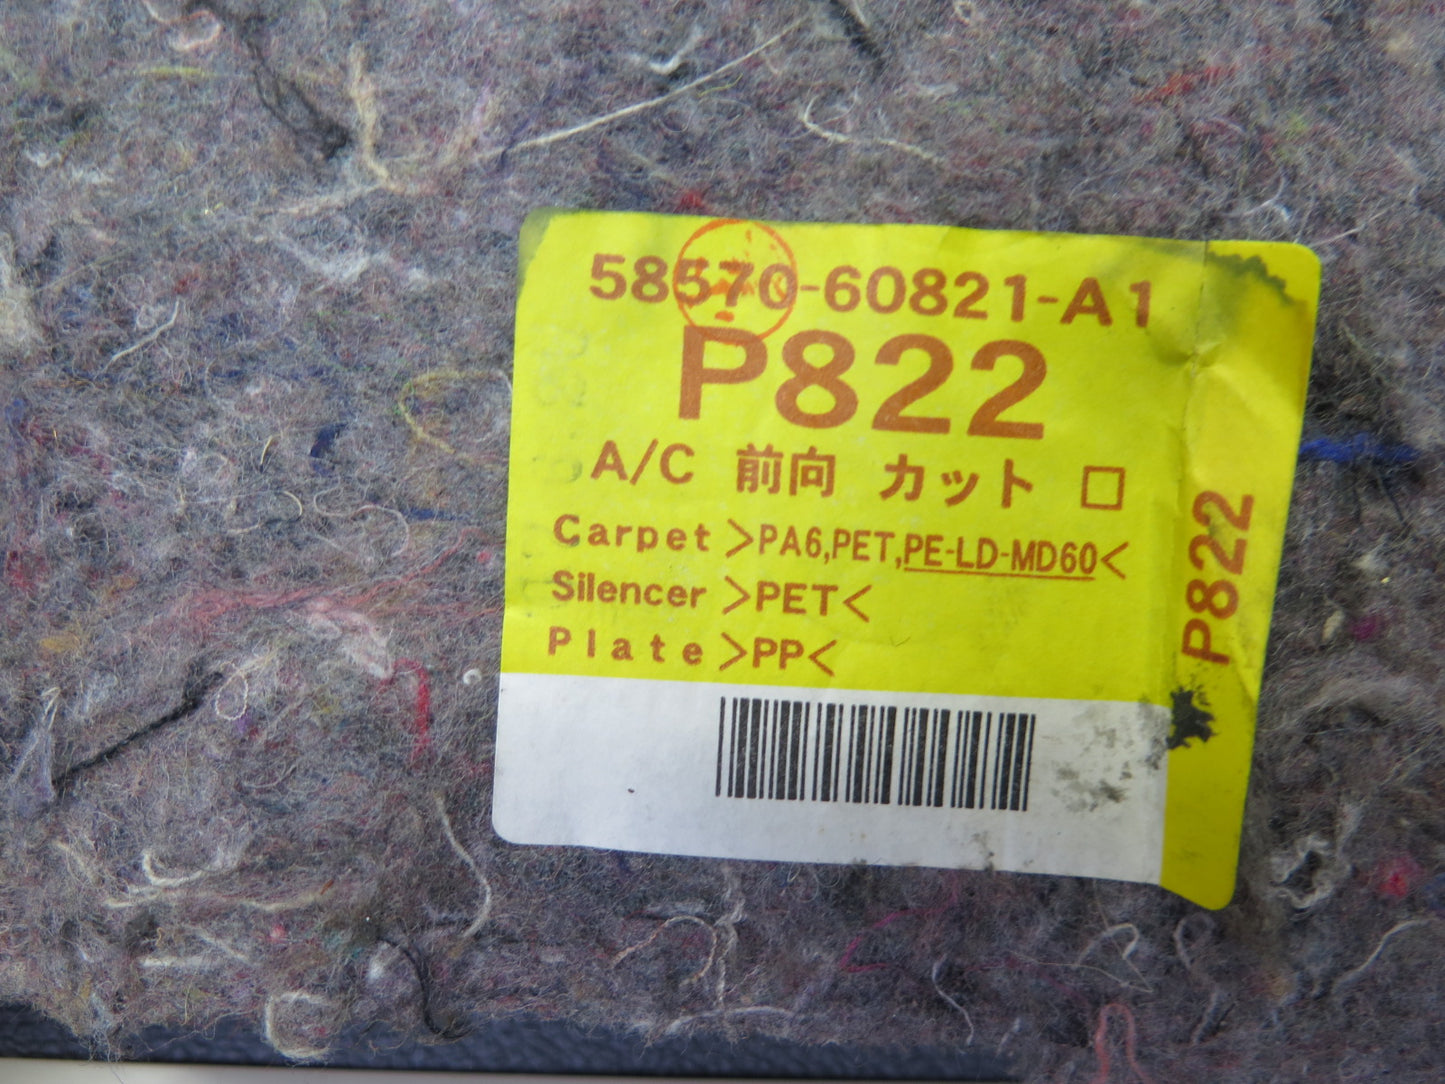 58570-60821-A1
P822
A/C 前向 カット □
Carpet >PA6,PET,PE-LD-MD60<
Silencer >PET<
Plate >PP<
P822